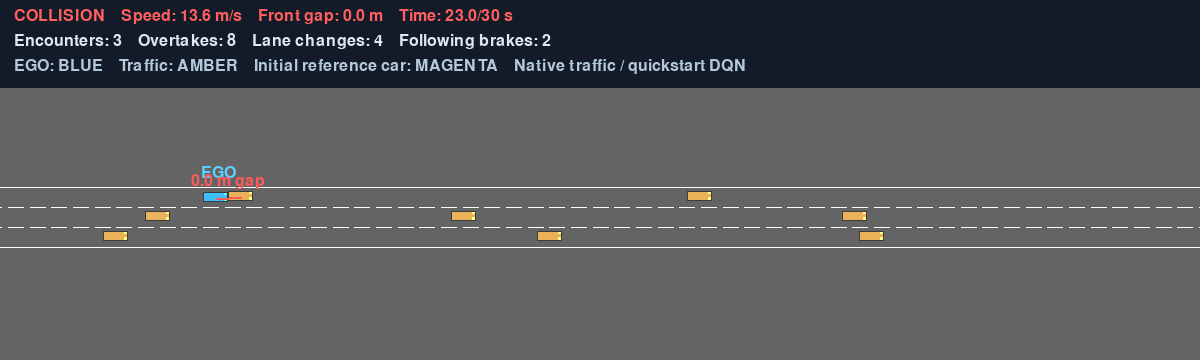 COLLISION Speed: 13.6 m/s Front gap: 0.0 m Time: 23.0/30 s
Encounters: 3 Overtakes: 8 Lane changes: 4 Following brakes: 2
EGO: BLUE Traffic: AMBER Initial reference car: MAGENTA Native traffic / quickstart DQN
EGO
0.0 m gap